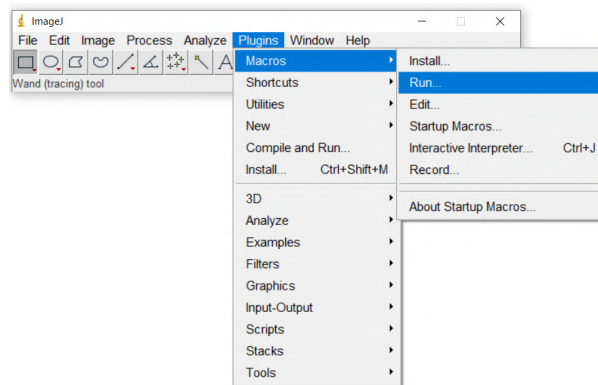 ImageJ
File Edit Image Process Analyze Plugins Window Help
A
Wand (tracing) tool
Macros
Shortcuts
Utilities
New
Compile and Run...
Install... Ctrl+Shift+M
3D
Analyze
Examples
Filters
Graphics
Input-Output
Scripts
Stacks
Tools
Install...
Run...
Edit...
Startup Macros...
Interactive Interpreter... Ctrl+J
Record...
About Startup Macros...